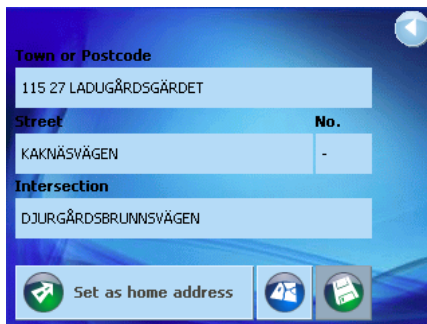 Town or Postcode
115 27 LADUGÅRDSGÄRDET
Street No.
KAKNÄSVÄGEN -
Intersection
DJURGÅRDSBRUNNSVÄGEN
Set as home address